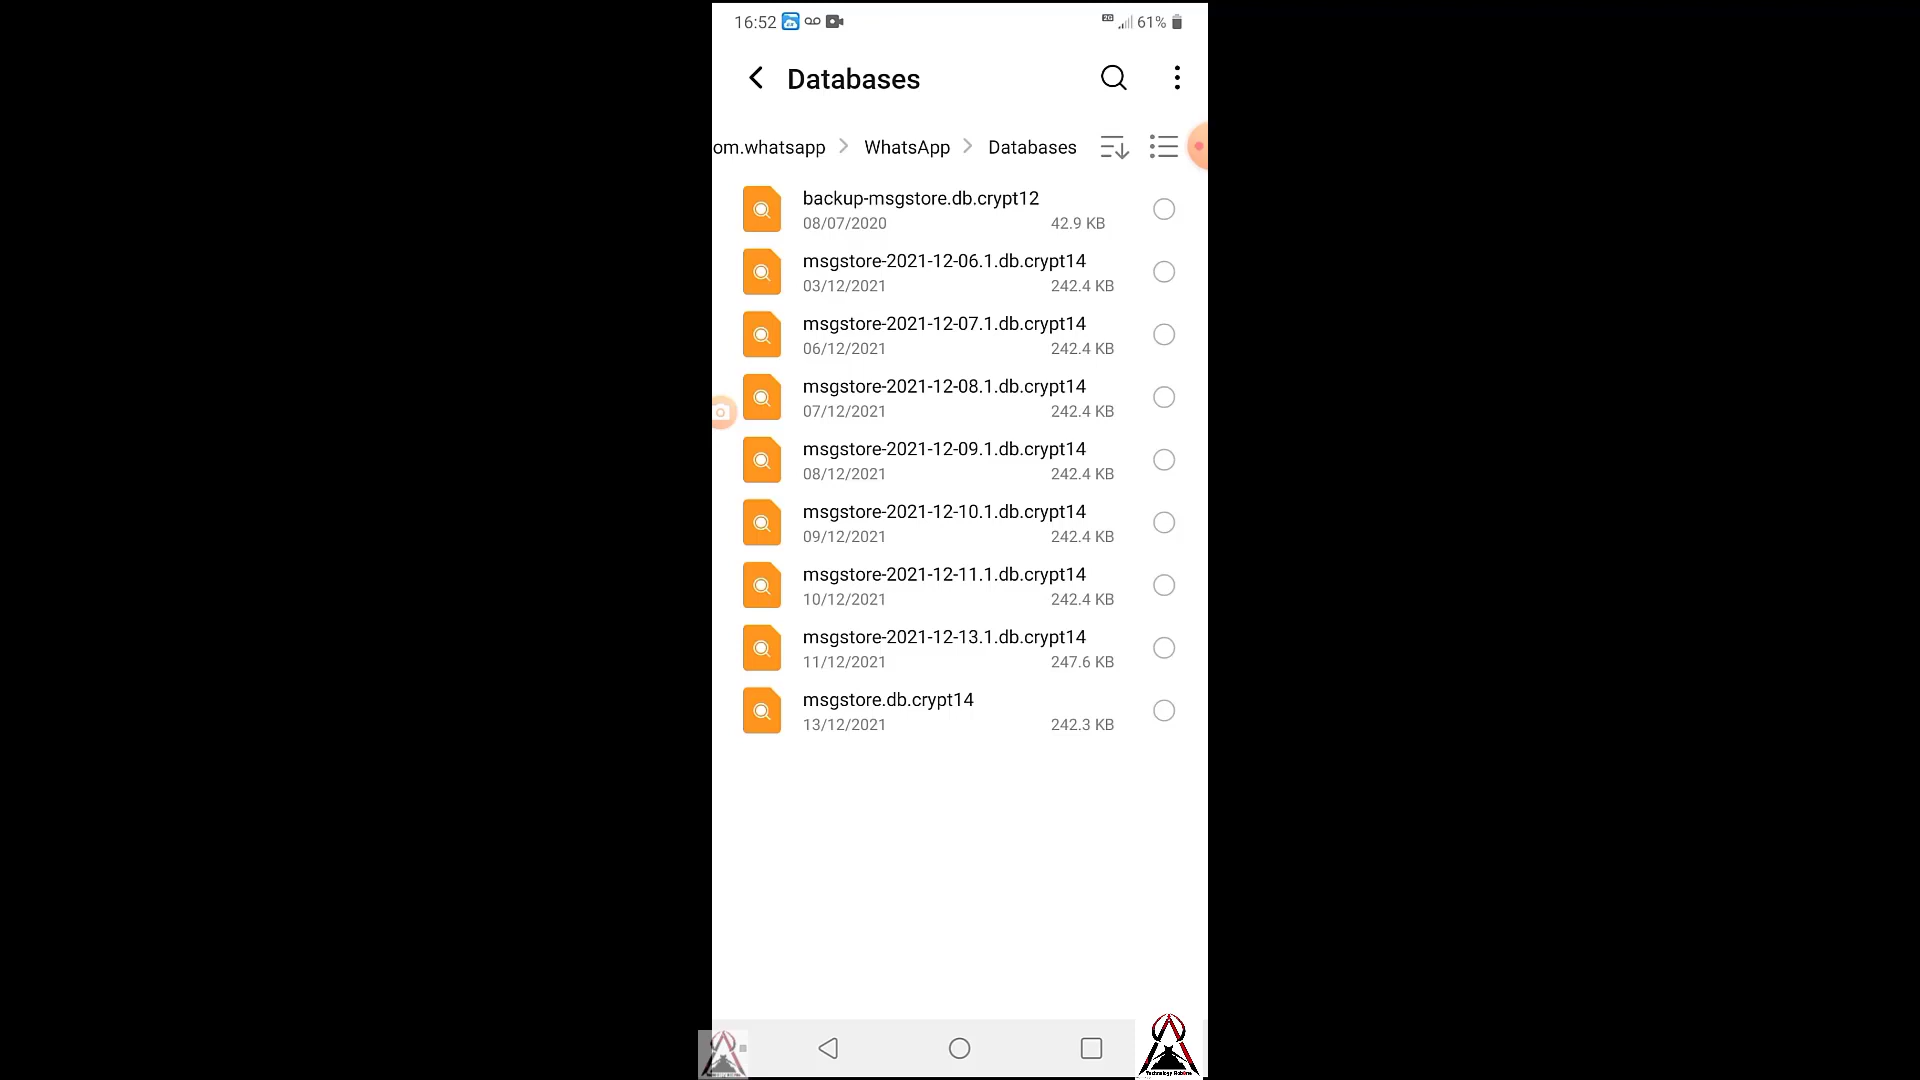 16:52
2G
61%
Databases
om.whatsapp
WhatsApp
Databases
backup-msgstore.db.crypt12
08/07/2020
42.9 KB
msgstore-2021-12-06.1.db.crypt14
03/12/2021
242.4 KB
msgstore-2021-12-07.1.db.crypt14
06/12/2021
242.4 KB
msgstore-2021-12-08.1.db.crypt14
07/12/2021
242.4 KB
msgstore-2021-12-09.1.db.crypt14
08/12/2021
242.4 KB
msgstore-2021-12-10.1.db.crypt14
09/12/2021
242.4 KB
msgstore-2021-12-11.1.db.crypt14
10/12/2021
242.4 KB
msgstore-2021-12-13.1.db.crypt14
11/12/2021
247.6 KB
msgstore.db.crypt14
13/12/2021
242.3 KB
Technology